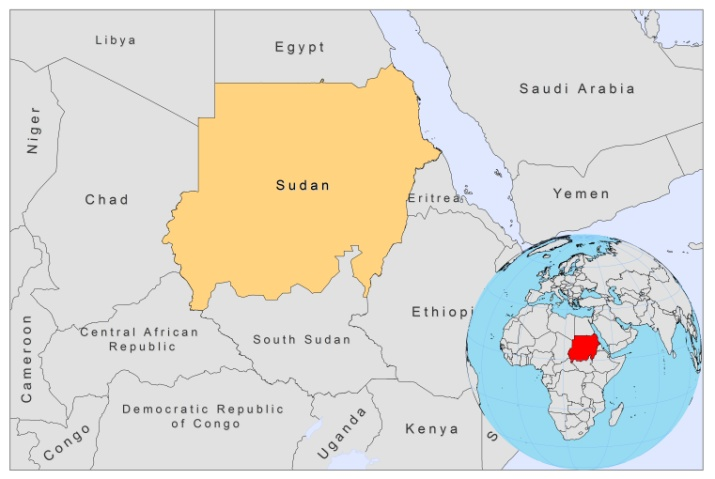 Libya
Egypt
Saudi Arabia
Niger
Chad
Sudan
Eritrea
Yemen
Ethiopi
Central African
Republic
South Sudan
Cameroon
Democratic Republic
of Congo
Congo
Uganda
Kenya
S